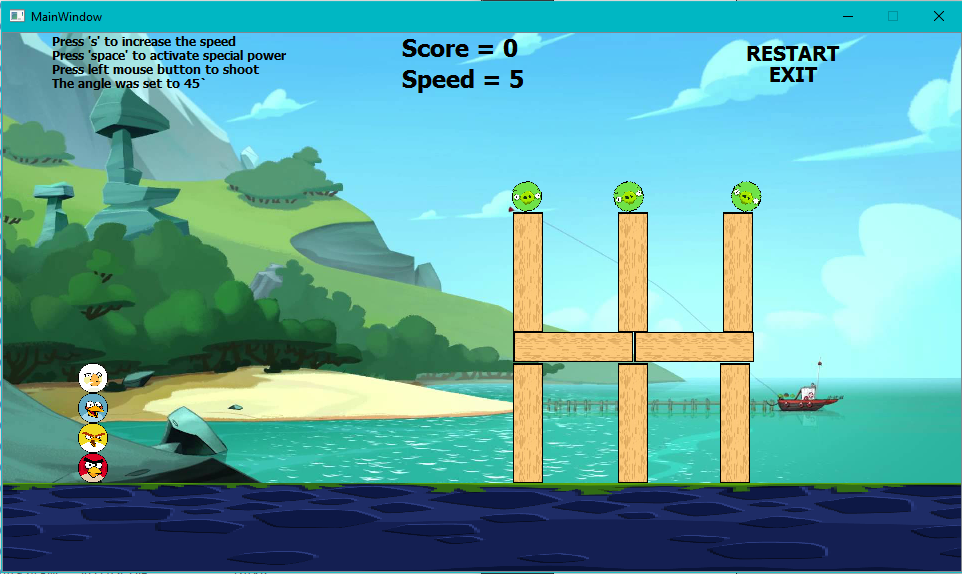 MainWindow
Press 's' to increase the speed
Press 'space' to activate special power
Press left mouse button to shoot
The angle was set to 45`
Score = 0
Speed = 5
RESTART
EXIT